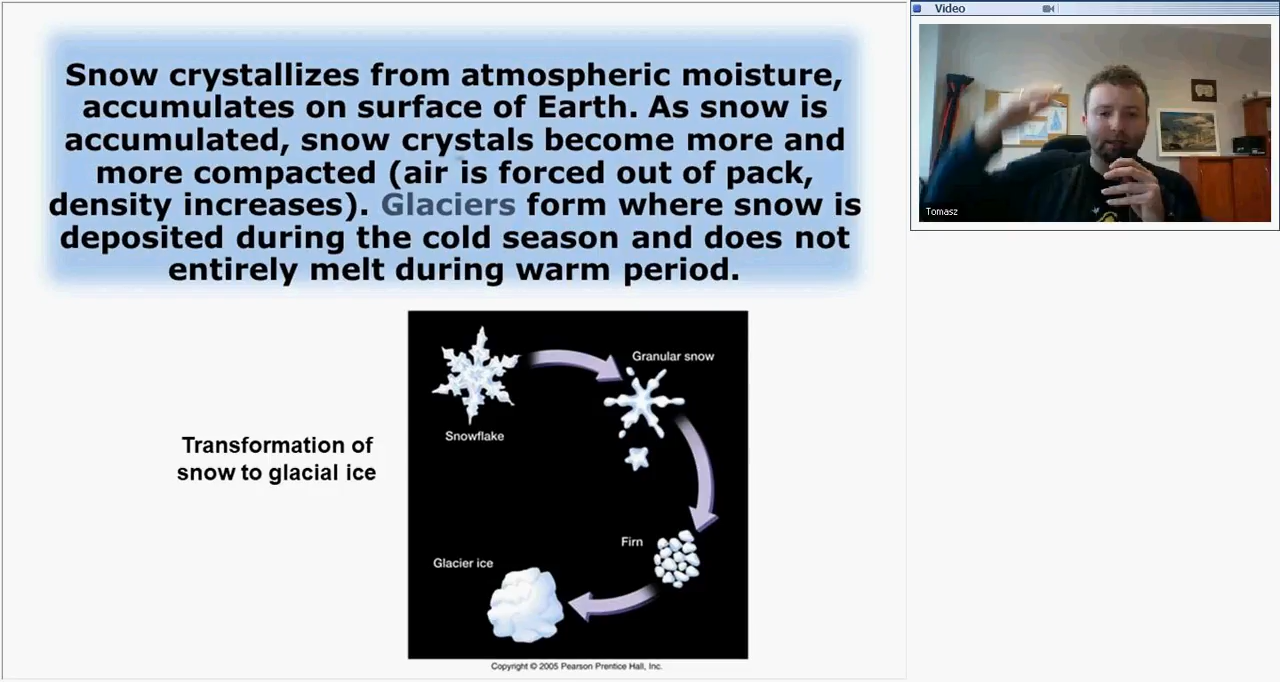 Snow crystallizes from atmospheric moisture,
accumulates on surface of Earth. As snow is
accumulated, snow crystals become more and
more compacted (air is forced out of pack,
density increases). Glaciers form where snow is
deposited during the cold season and does not
entirely melt during warm period.
Transformation of
snow to glacial ice
Snowflake
Granular snow
Firn
Glacier ice
Copyright © 2005 Pearson Prentice Hall, Inc.
Video
Tomasz